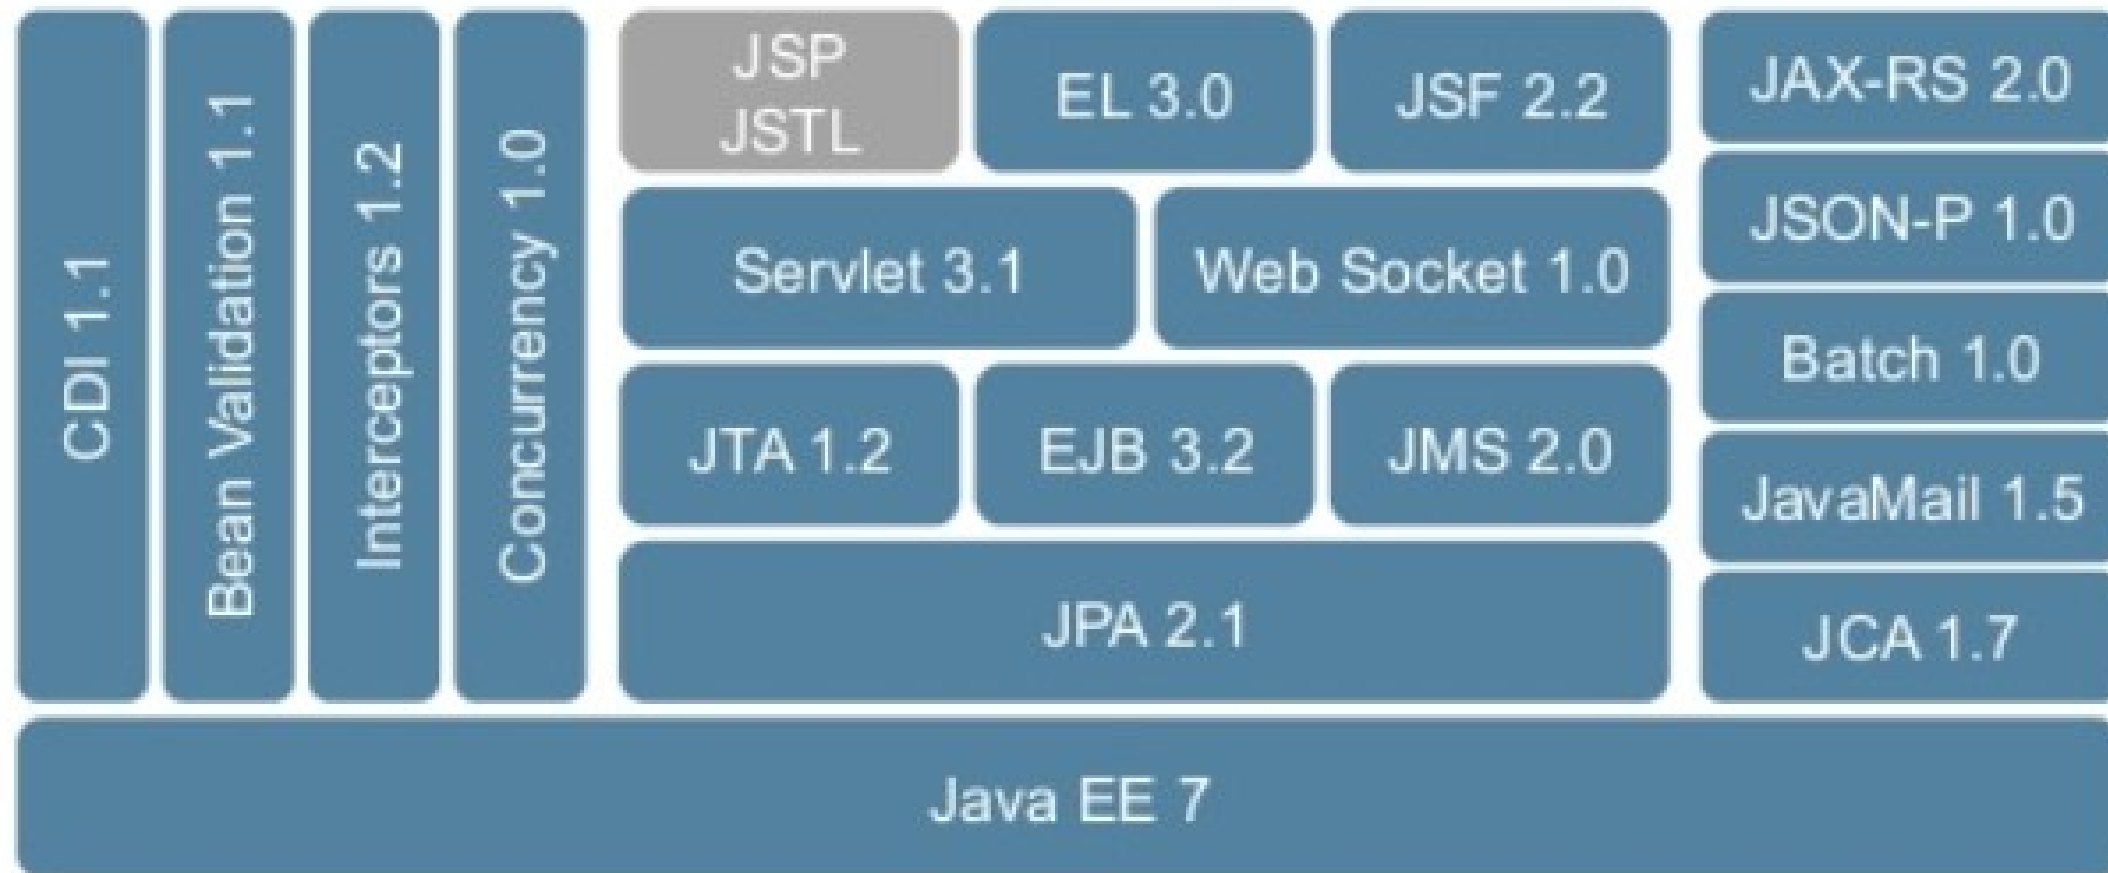 CDI 1.1
Bean Validation 1.1
Interceptors 1.2
Concurrency 1.0
JSP
JSTL
EL 3.0
JSF 2.2
Servlet 3.1
Web Socket 1.0
JTA 1.2
EJB 3.2
JMS 2.0
JPA 2.1
JAX-RS 2.0
JSON-P 1.0
Batch 1.0
JavaMail 1.5
JCA 1.7
Java EE 7